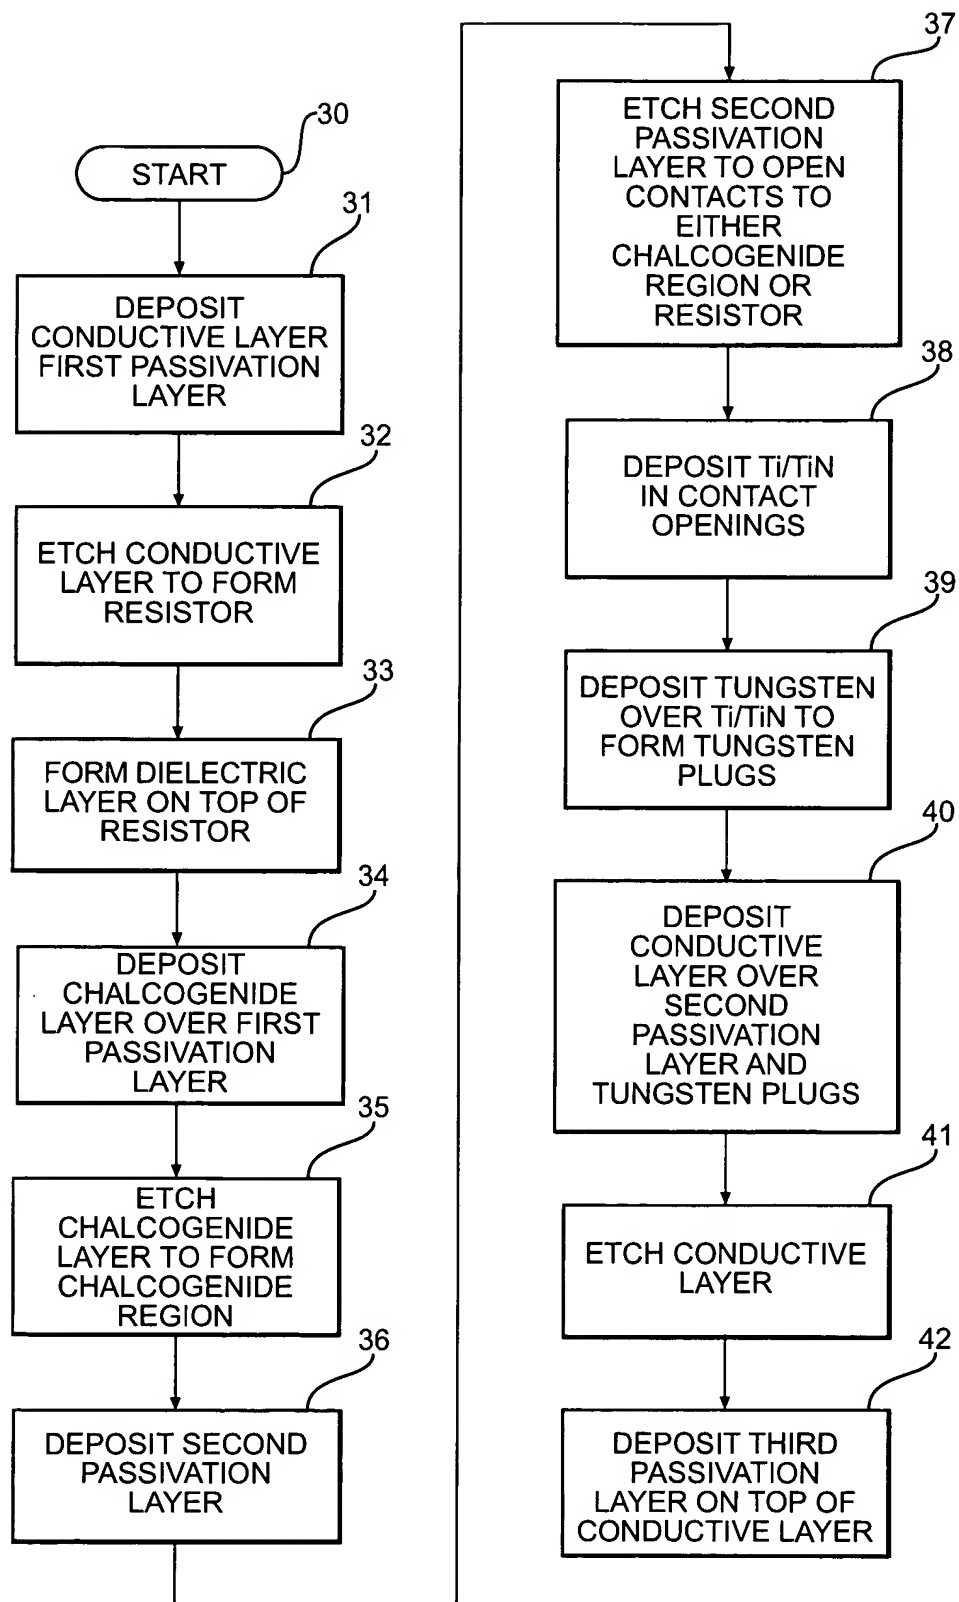 30
START
31
DEPOSIT
CONDUCTIVE LAYER
FIRST PASSIVATION
LAYER
32
ETCH CONDUCTIVE
LAYER TO FORM
RESISTOR
33
FORM DIELECTRIC
LAYER ON TOP OF
RESISTOR
34
DEPOSIT
CHALCOGENIDE
LAYER OVER FIRST
PASSIVATION
LAYER
35
ETCH
CHALCOGENIDE
LAYER TO FORM
CHALCOGENIDE
REGION
36
DEPOSIT SECOND
PASSIVATION
LAYER
37
ETCH SECOND
PASSIVATION
LAYER TO OPEN
CONTACTS TO
EITHER
CHALCOGENIDE
REGION OR
RESISTOR
38
DEPOSIT Ti/TiN
IN CONTACT
OPENINGS
39
DEPOSIT TUNGSTEN
OVER Ti/TiN TO
FORM TUNGSTEN
PLUGS
40
DEPOSIT
CONDUCTIVE
LAYER OVER
SECOND
PASSIVATION
LAYER AND
TUNGSTEN PLUGS
41
ETCH CONDUCTIVE
LAYER
42
DEPOSIT THIRD
PASSIVATION
LAYER ON TOP OF
CONDUCTIVE LAYER